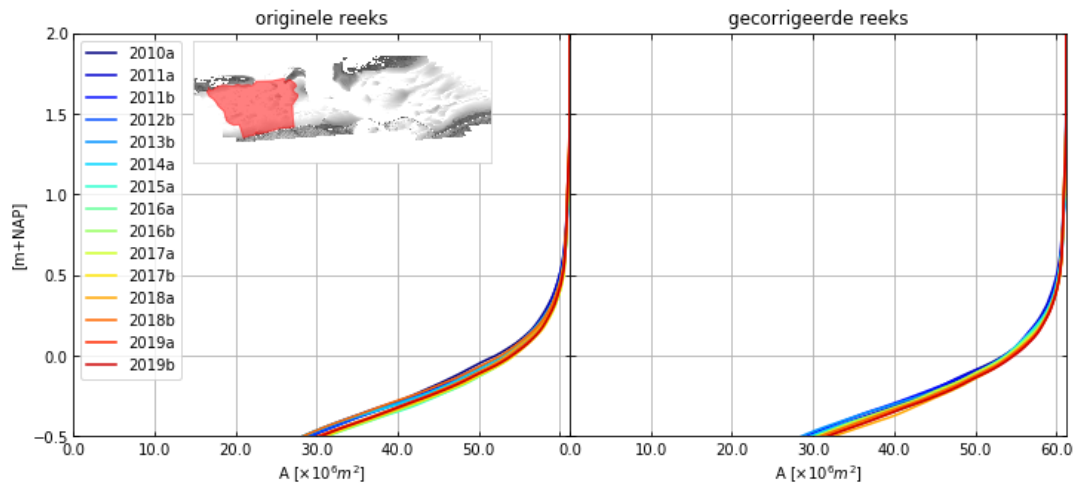 originele reeks
gecorrigeerde reeks
2.0
1.5
1.0
0.5
0.0
−0.5
[m+NAP]
2010a
2011a
2011b
2012b
2013b
2014a
2015a
2016a
2016b
2017a
2017b
2018a
2018b
2019a
2019b
0.0 10.0 20.0 30.0 40.0 50.0 0.0 10.0 20.0 30.0 40.0 50.0 60.0
A [×10⁶m²]
A [×10⁶m²]